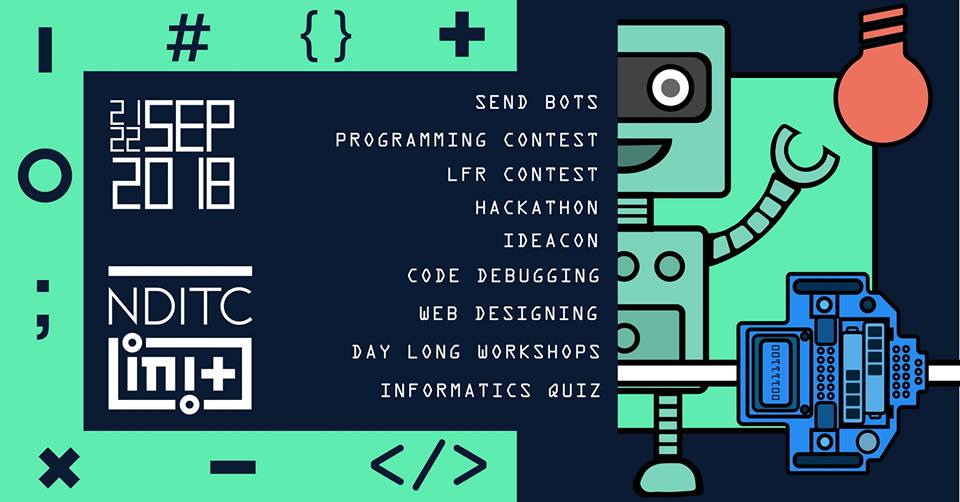 I # { } +
O
;
21
22 SEP
2018
NDITC
init
SEND BOTS
PROGRAMMING CONTEST
LFR CONTEST
HACKATHON
IDEACON
CODE DEBUGGING
WEB DESIGNING
DAY LONG WORKSHOPS
INFORMATICS QUIZ
00111100
× - </>